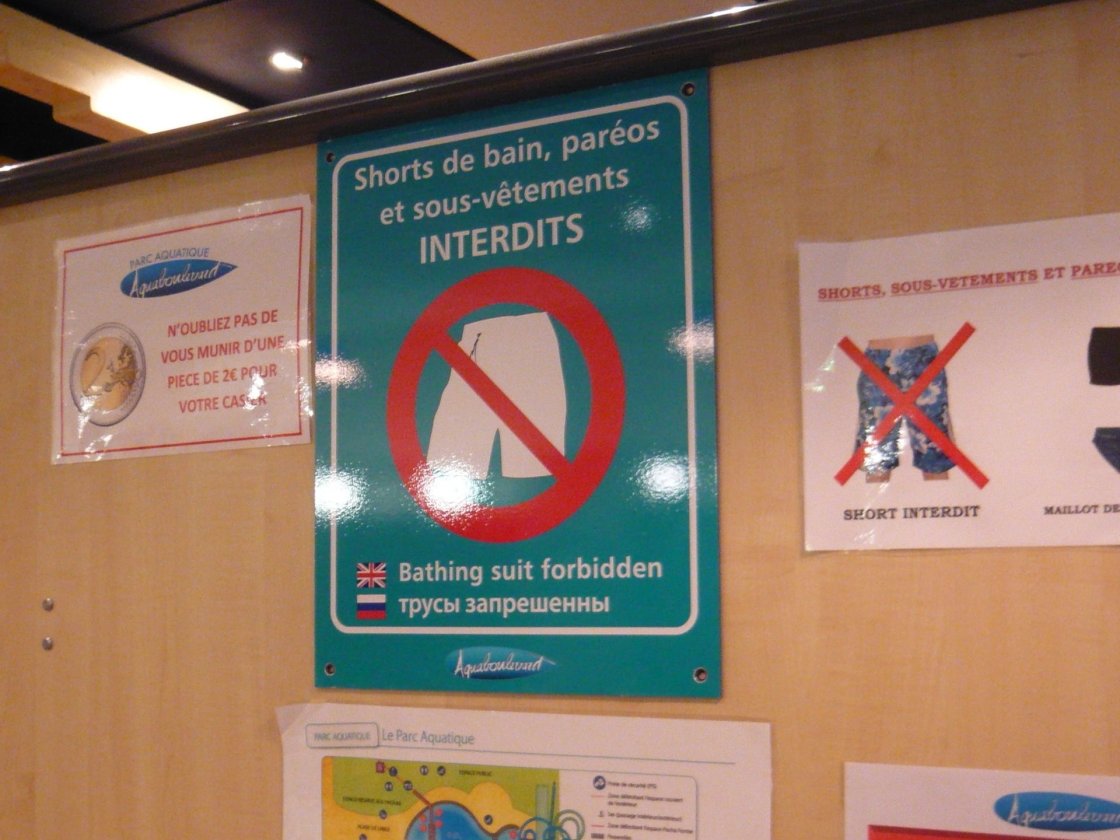 Shorts de bain, paréos
et sous-vêtements
INTERDITS
Bathing suit forbidden
трусы запрешенны
Aquaboulevard
PARC AQUATIQUE
Aquaboulevard
N'OUBLIEZ PAS DE
VOUS MUNIR D'UNE
PIECE DE 2€ POUR
VOTRE CASIER
SHORTS, SOUS-VETEMENTS ET PAREO
SHORT INTERDIT
MAILLOT DE
PARC AQUATIQUE
Le Parc Aquatique
ESPACE PUBLIC
Aquaboulevard